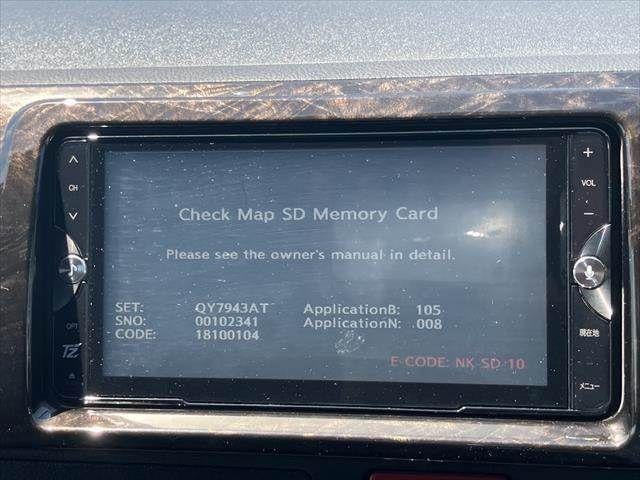 CH
VOL
+
-
Check Map SD Memory Card
Please see the owner's manual in detail.
SET: QY7943AT ApplicationB: 105
SNO: 00102341 ApplicationN: 008
CODE: 18100104
E-CODE: NK SD 10
OPT
TZ
現在地
メニュー